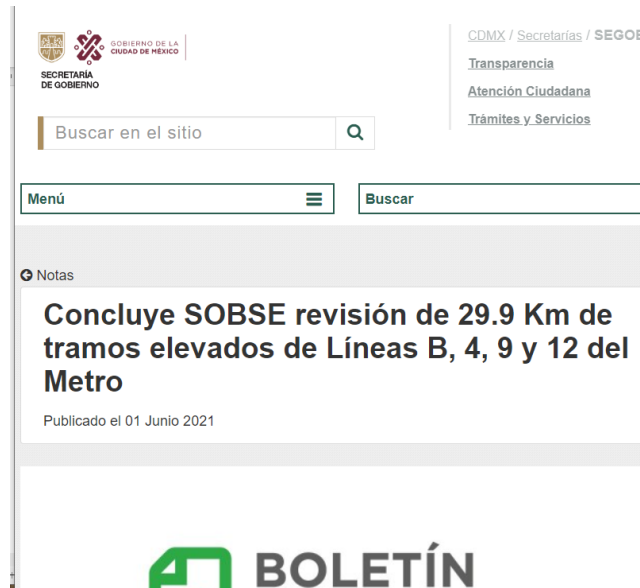 GOBIERNO DE LA
CIUDAD DE MÉXICO
SECRETARÍA
DE GOBIERNO
CDMX / Secretarías / SEGOB
Transparencia
Atención Ciudadana
Trámites y Servicios
Buscar en el sitio
Menú
Buscar
Notas
Concluye SOBSE revisión de 29.9 Km de
tramos elevados de Líneas B, 4, 9 y 12 del
Metro
Publicado el 01 Junio 2021
BOLETÍN